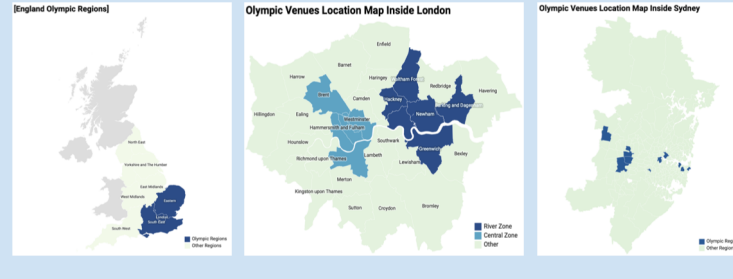 [England Olympic Regions]
North East
Yorkshire and The Humber
East Midlands
West Midlands
Eastern
London
South East
South West
Olympic Regions
Other Regions
Olympic Venues Location Map Inside London
Enfield
Barnet
Harrow
Haringey
Waltham Forest
Redbridge
Havering
Brent
Camden
Hackney
Barking and Dagenham
Hillingdon
Ealing
Westminster
Newham
Hammersmith and Fulham
Hounslow
Southwark
Greenwich
Bexley
Richmond upon Thames
Lambeth
Lewisham
Merton
Kingston upon Thames
Sutton
Croydon
Bromley
River Zone
Central Zone
Other
Olympic Venues Location Map Inside Sydney
Olympic Reg
Other Region